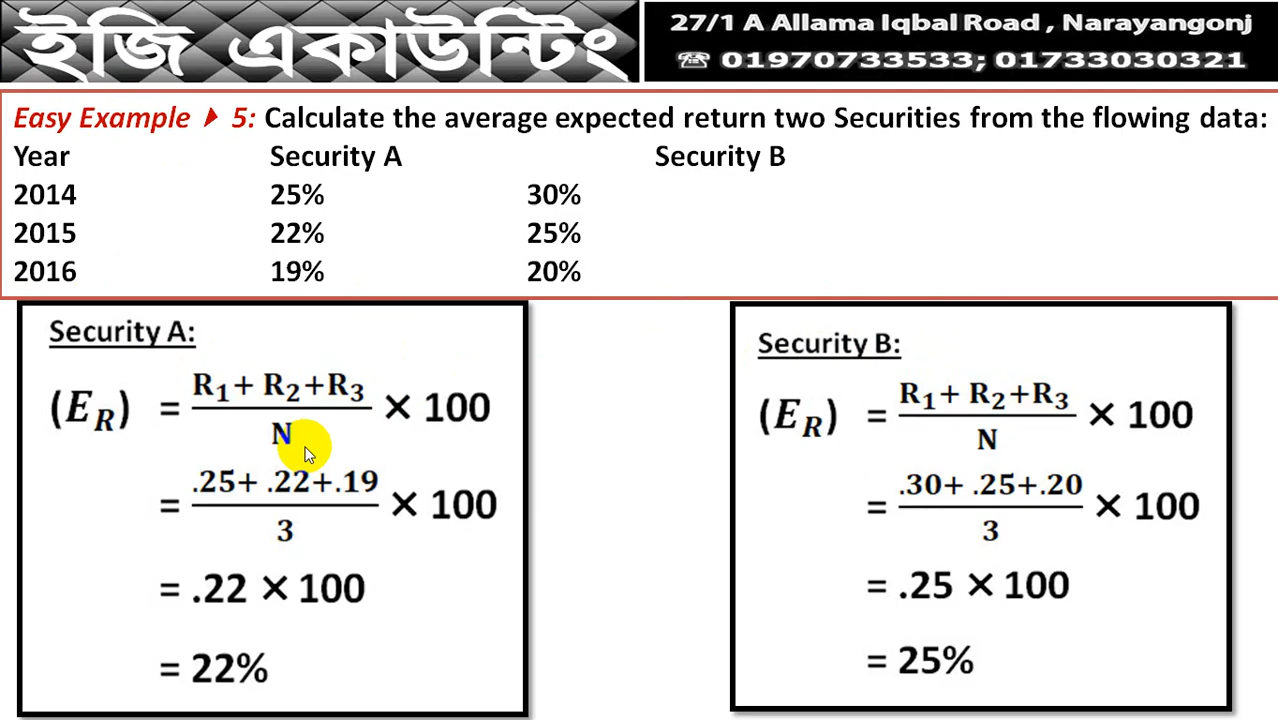 ইজি একাউন্টিং
27/1 A Allama Iqbal Road , Narayangonj
☎ 01970733533; 01733030321
Easy Example ▶ 5: Calculate the average expected return two Securities from the flowing data:
Year Security A Security B
2014 25% 30%
2015 22% 25%
2016 19% 20%
Security A:
(E_R) = (R₁+ R₂+R₃)/N × 100
= (.25+ .22+.19)/3 × 100
= .22 × 100
= 22%
Security B:
(E_R) = (R₁+ R₂+R₃)/N × 100
= (.30+ .25+.20)/3 × 100
= .25 × 100
= 25%